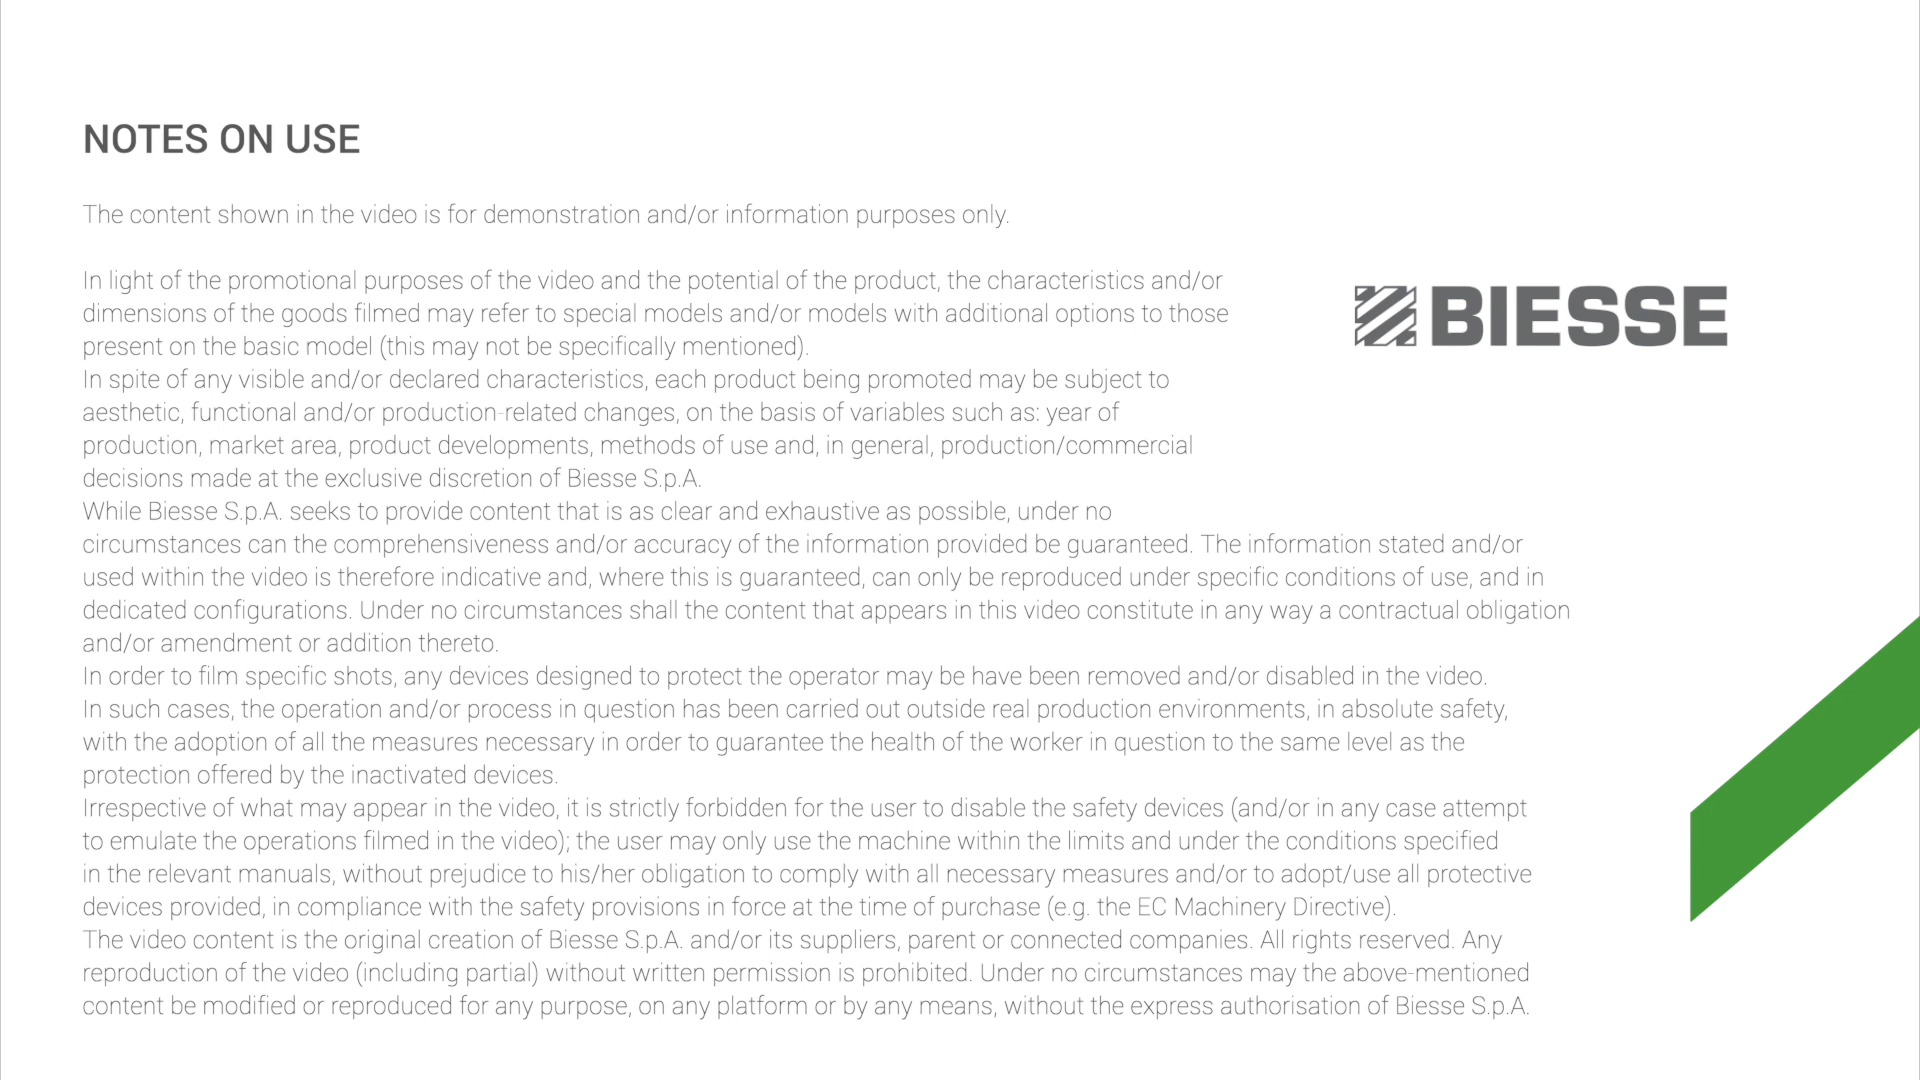 NOTES ON USE
The content shown in the video is for demonstration and/or information purposes only.
In light of the promotional purposes of the video and the potential of the product, the characteristics and/or
dimensions of the goods filmed may refer to special models and/or models with additional options to those
present on the basic model (this may not be specifically mentioned).
In spite of any visible and/or declared characteristics, each product being promoted may be subject to
aesthetic, functional and/or production-related changes, on the basis of variables such as: year of
production, market area, product developments, methods of use and, in general, production/commercial
decisions made at the exclusive discretion of Biesse S.p.A.
While Biesse S.p.A. seeks to provide content that is as clear and exhaustive as possible, under no
circumstances can the comprehensiveness and/or accuracy of the information provided be guaranteed. The information stated and/or
used within the video is therefore indicative and, where this is guaranteed, can only be reproduced under specific conditions of use, and in
dedicated configurations. Under no circumstances shall the content that appears in this video constitute in any way a contractual obligation
and/or amendment or addition thereto.
In order to film specific shots, any devices designed to protect the operator may be have been removed and/or disabled in the video.
In such cases, the operation and/or process in question has been carried out outside real production environments, in absolute safety,
with the adoption of all the measures necessary in order to guarantee the health of the worker in question to the same level as the
protection offered by the inactivated devices.
Irrespective of what may appear in the video, it is strictly forbidden for the user to disable the safety devices (and/or in any case attempt
to emulate the operations filmed in the video); the user may only use the machine within the limits and under the conditions specified
in the relevant manuals, without prejudice to his/her obligation to comply with all necessary measures and/or to adopt/use all protective
devices provided, in compliance with the safety provisions in force at the time of purchase (e.g. the EC Machinery Directive).
The video content is the original creation of Biesse S.p.A. and/or its suppliers, parent or connected companies. All rights reserved. Any
reproduction of the video (including partial) without written permission is prohibited. Under no circumstances may the above-mentioned
content be modified or reproduced for any purpose, on any platform or by any means, without the express authorisation of Biesse S.p.A.
BIESSE